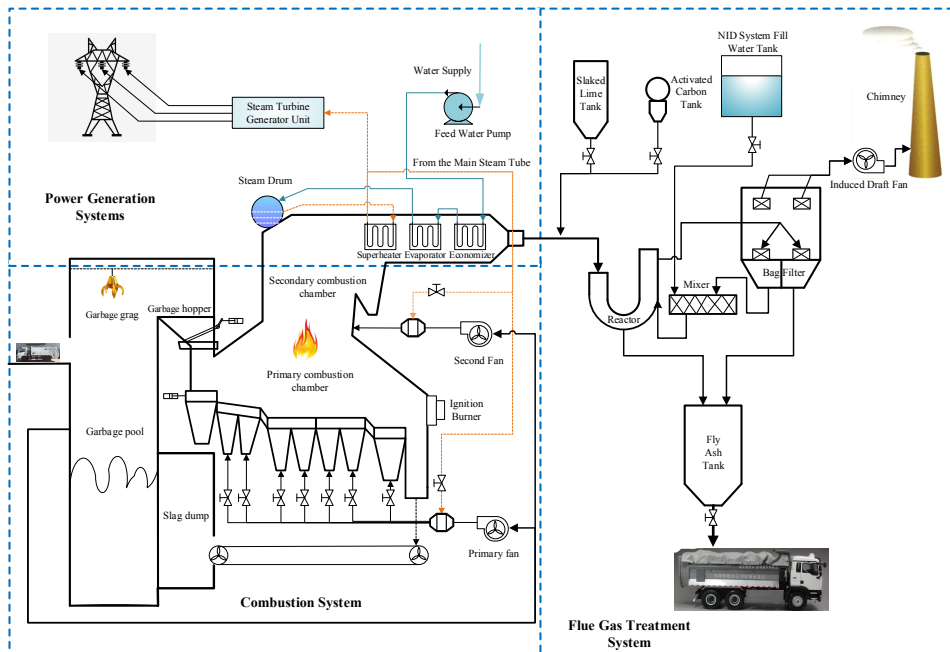 NID System Fill
Water Tank
Water Supply
Slaked
Lime
Tank
Activated
Carbon
Tank
Chimney
Steam Turbine
Generator Unit
Feed Water Pump
From the Main Steam Tube
Induced Draft Fan
Steam Drum
Power Generation
Systems
Superheater
Evaporator
Economizer
Bag Filter
Mixer
Reactor
Secondary combustion
chamber
Garbage grag
Garbage hopper
Second Fan
Primary combustion
chamber
Ignition
Burner
Garbage pool
Fly
Ash
Tank
Slag dump
Primary fan
Combustion System
Flue Gas Treatment
System